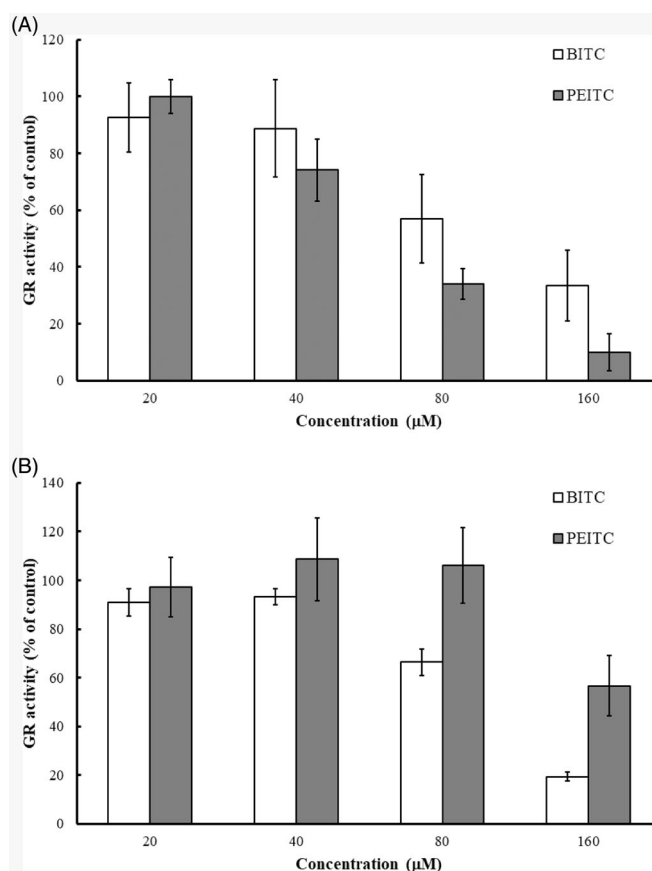 (A)
120
100
80
60
40
20
0
GR activity (% of control)
BITC
PEITC
20 40 80 160
Concentration (μM)
(B)
140
120
100
80
60
40
20
0
GR activity (% of control)
BITC
PEITC
20 40 80 160
Concentration (μM)